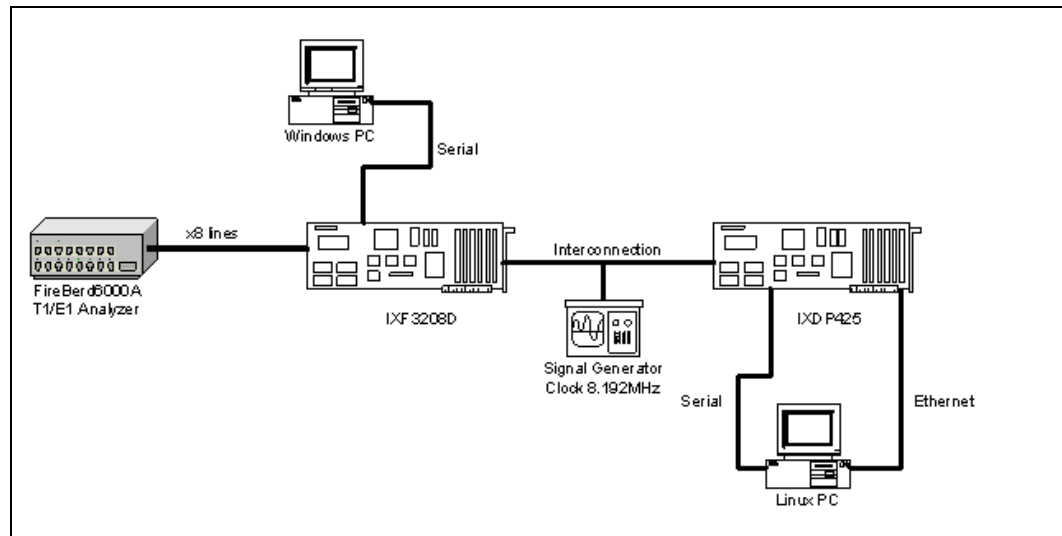 Windows PC
Serial
x8 lines
Interconnection
FireBerd6000A
T1/E1 Analyzer
IXF3208D
IXDP425
Signal Generator
Clock 8.192MHz
Serial
Ethernet
Linux PC